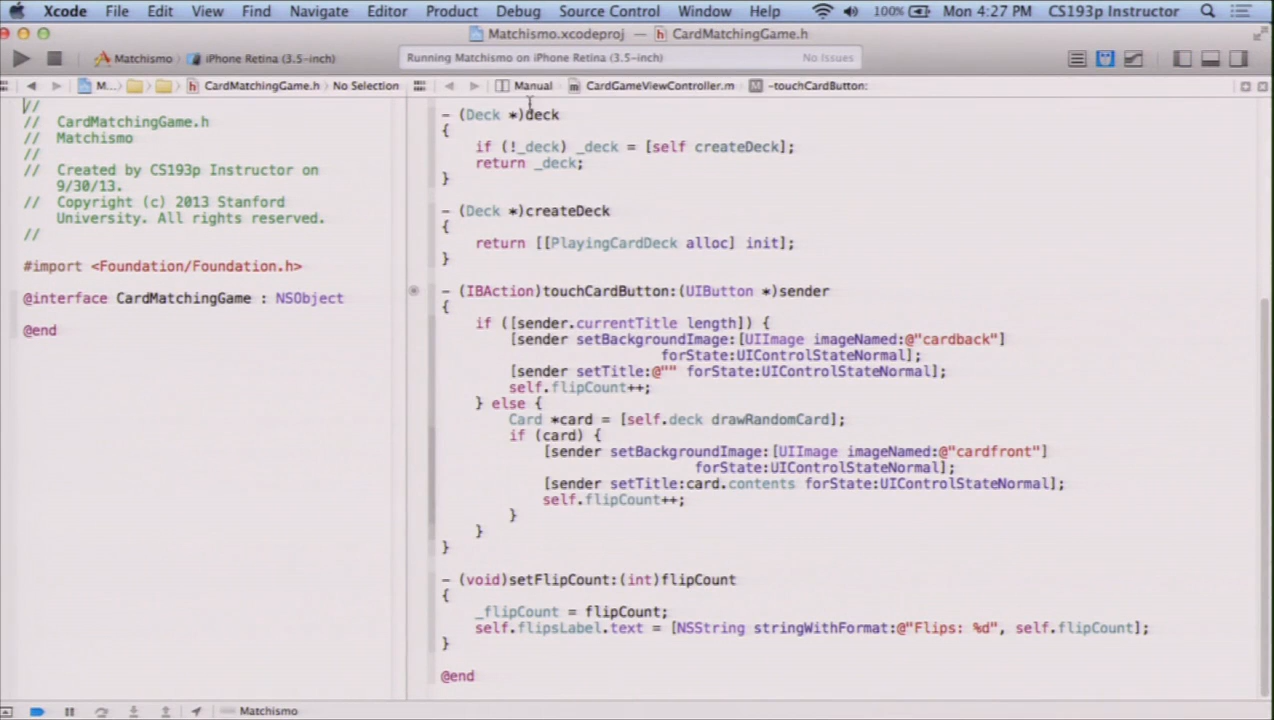 Xcode File Edit View Find Navigate Editor Product Debug Source Control Window Help 100% Mon 4:27 PM CS193p Instructor
Matchismo.xcodeproj — CardMatchingGame.h
Matchismo iPhone Retina (3.5-inch) Running Matchismo on iPhone Retina (3.5-inch) No Issues
M... CardMatchingGame.h No Selection Manual CardGameViewController.m M -touchCardButton:
//
//  CardMatchingGame.h
//  Matchismo
//
//  Created by CS193p Instructor on
9/30/13.
//  Copyright (c) 2013 Stanford
University. All rights reserved.
//
#import <Foundation/Foundation.h>
@interface CardMatchingGame : NSObject
@end
- (Deck *)deck
{
if (!_deck) _deck = [self createDeck];
return _deck;
}
- (Deck *)createDeck
{
return [[PlayingCardDeck alloc] init];
}
- (IBAction)touchCardButton:(UIButton *)sender
{
if ([sender.currentTitle length]) {
[sender setBackgroundImage:[UIImage imageNamed:@"cardback"]
forState:UIControlStateNormal];
[sender setTitle:@"" forState:UIControlStateNormal];
self.flipCount++;
} else {
Card *card = [self.deck drawRandomCard];
if (card) {
[sender setBackgroundImage:[UIImage imageNamed:@"cardfront"]
forState:UIControlStateNormal];
[sender setTitle:card.contents forState:UIControlStateNormal];
self.flipCount++;
}
}
}
- (void)setFlipCount:(int)flipCount
{
_flipCount = flipCount;
self.flipsLabel.text = [NSString stringWithFormat:@"Flips: %d", self.flipCount];
}
@end
Matchismo